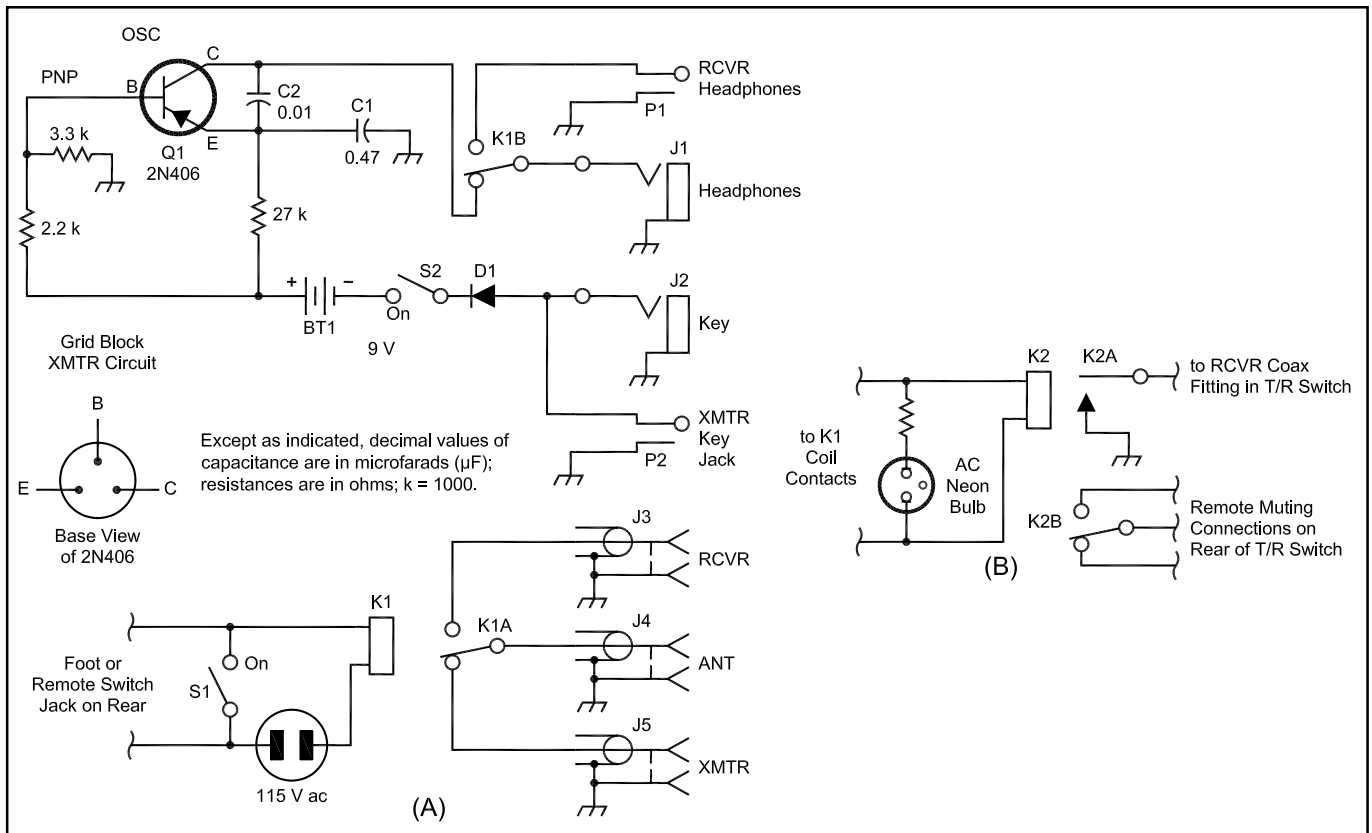 OSC
PNP
C
B
E
Q1
2N406
C2
0.01
C1
0.47
3.3 k
2.2 k
27 k
K1B
RCVR
Headphones
P1
J1
Headphones
+
−
BT1
9 V
S2
On
D1
J2
Key
XMTR
Key
Jack
P2
Grid Block
XMTR Circuit
B
E
C
Base View
of 2N406
Except as indicated, decimal values of
capacitance are in microfarads (µF);
resistances are in ohms; k = 1000.
K1
Foot or
Remote Switch
Jack on Rear
S1
On
115 V ac
K1A
J3
RCVR
J4
ANT
J5
XMTR
(A)
to K1
Coil
Contacts
AC
Neon
Bulb
K2
K2A
to RCVR Coax
Fitting in T/R Switch
K2B
Remote Muting
Connections on
Rear of T/R Switch
(B)